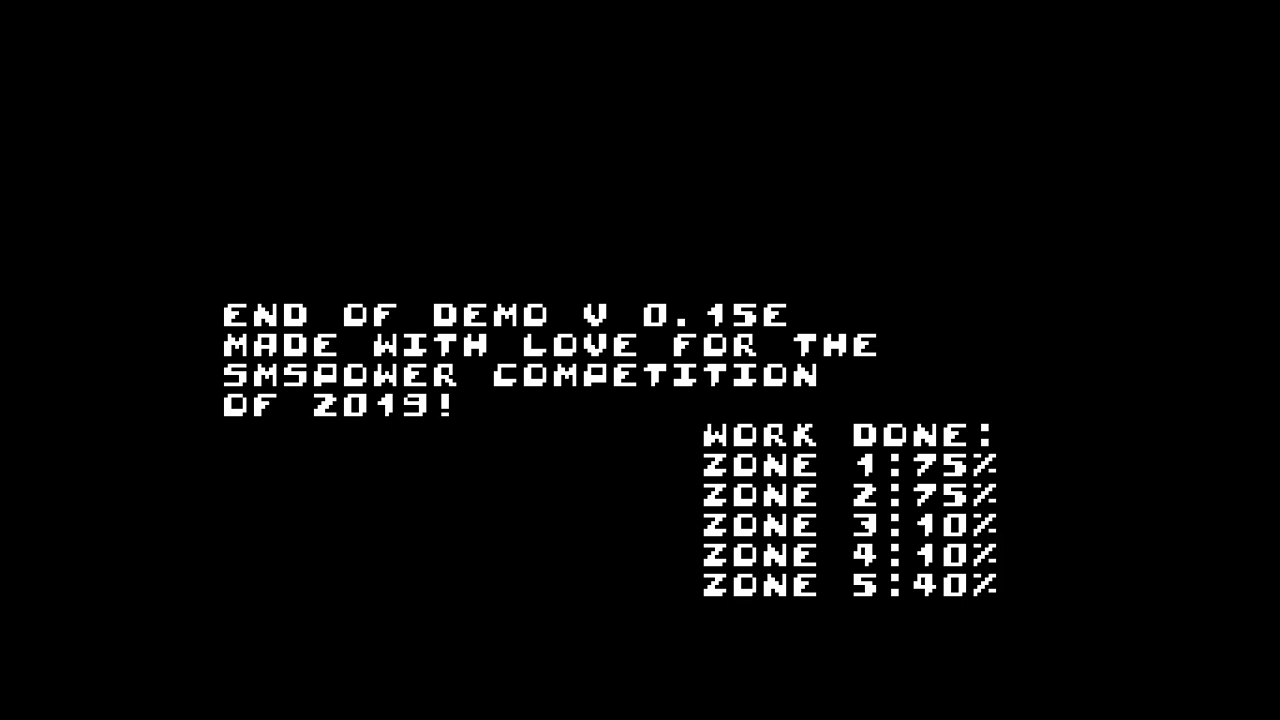 END OF DEMO V 0.15E
MADE WITH LOVE FOR THE
SMSPOWER COMPETITION
OF 2019!
WORK DONE:
ZONE 1:75%
ZONE 2:75%
ZONE 3:10%
ZONE 4:10%
ZONE 5:40%